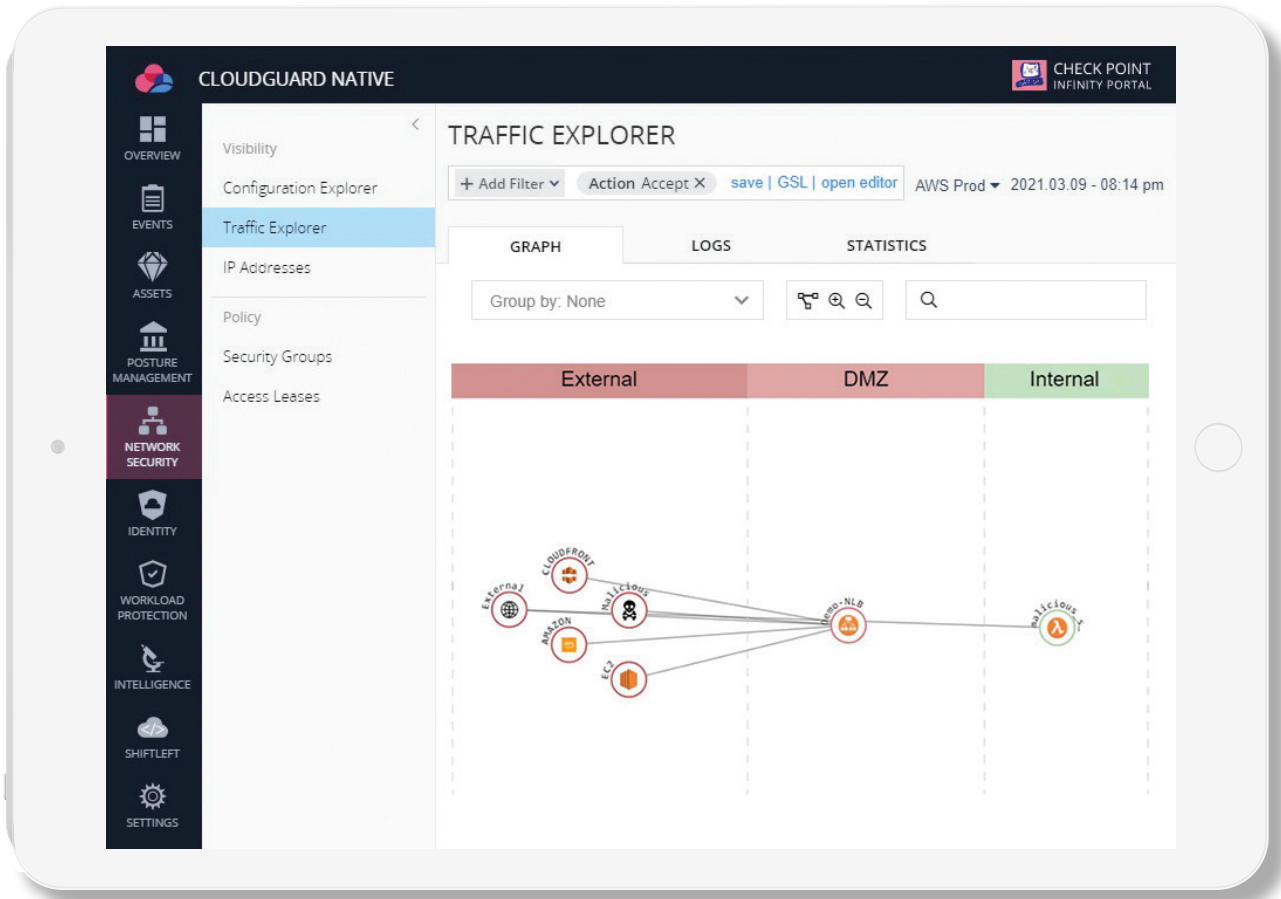 CLOUDGUARD NATIVE
CHECK POINT
INFINITY PORTAL
OVERVIEW
EVENTS
ASSETS
POSTURE
MANAGEMENT
NETWORK
SECURITY
IDENTITY
WORKLOAD
PROTECTION
INTELLIGENCE
SHIFTLEFT
SETTINGS
Visibility
Configuration Explorer
Traffic Explorer
IP Addresses
Policy
Security Groups
Access Leases
TRAFFIC EXPLORER
+ Add Filter Action Accept X save | GSL | open editor AWS Prod 2021.03.09 - 08:14 pm
GRAPH LOGS STATISTICS
Group by: None
External DMZ Internal
CLOUDFRONT
External
Malicious
AMAZON
EC2
Demo-NLB